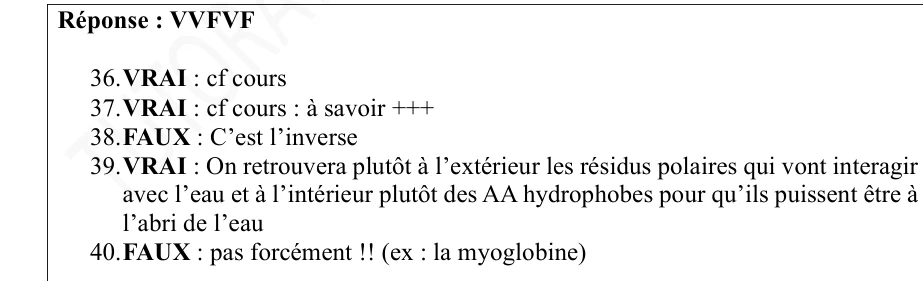 Réponse : VVFVF
36.VRAI : cf cours
37.VRAI : cf cours : à savoir +++
38.FAUX : C’est l’inverse
39.VRAI : On retrouvera plutôt à l’extérieur les résidus polaires qui vont interagir
avec l’eau et à l’intérieur plutôt des AA hydrophobes pour qu’ils puissent être à
l’abri de l’eau
40.FAUX : pas forcément !! (ex : la myoglobine)